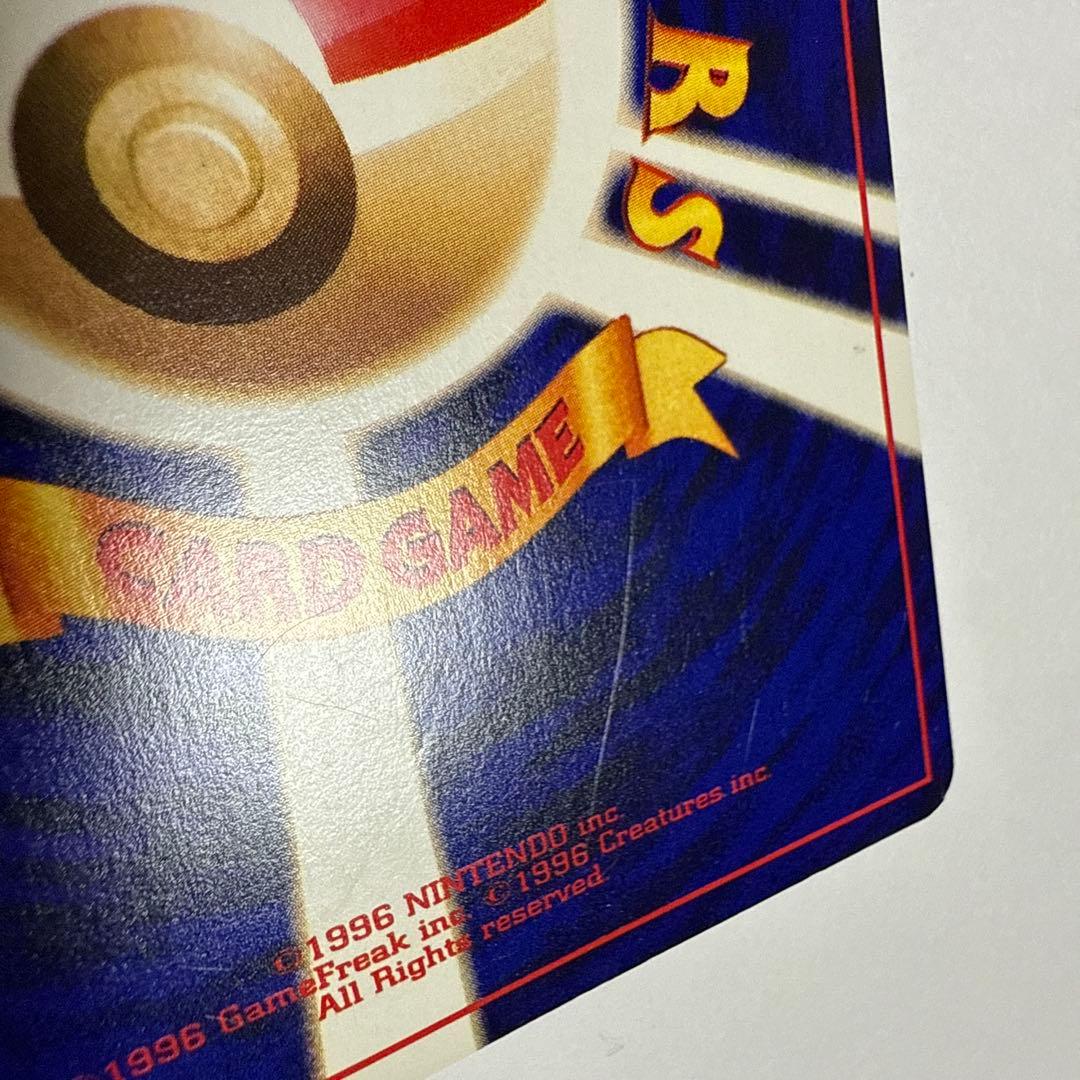 RS
CARD GAME
©1996 NINTENDO inc.
©1996 Creatures inc.
©1996 GameFreak inc.
All Rights reserved.